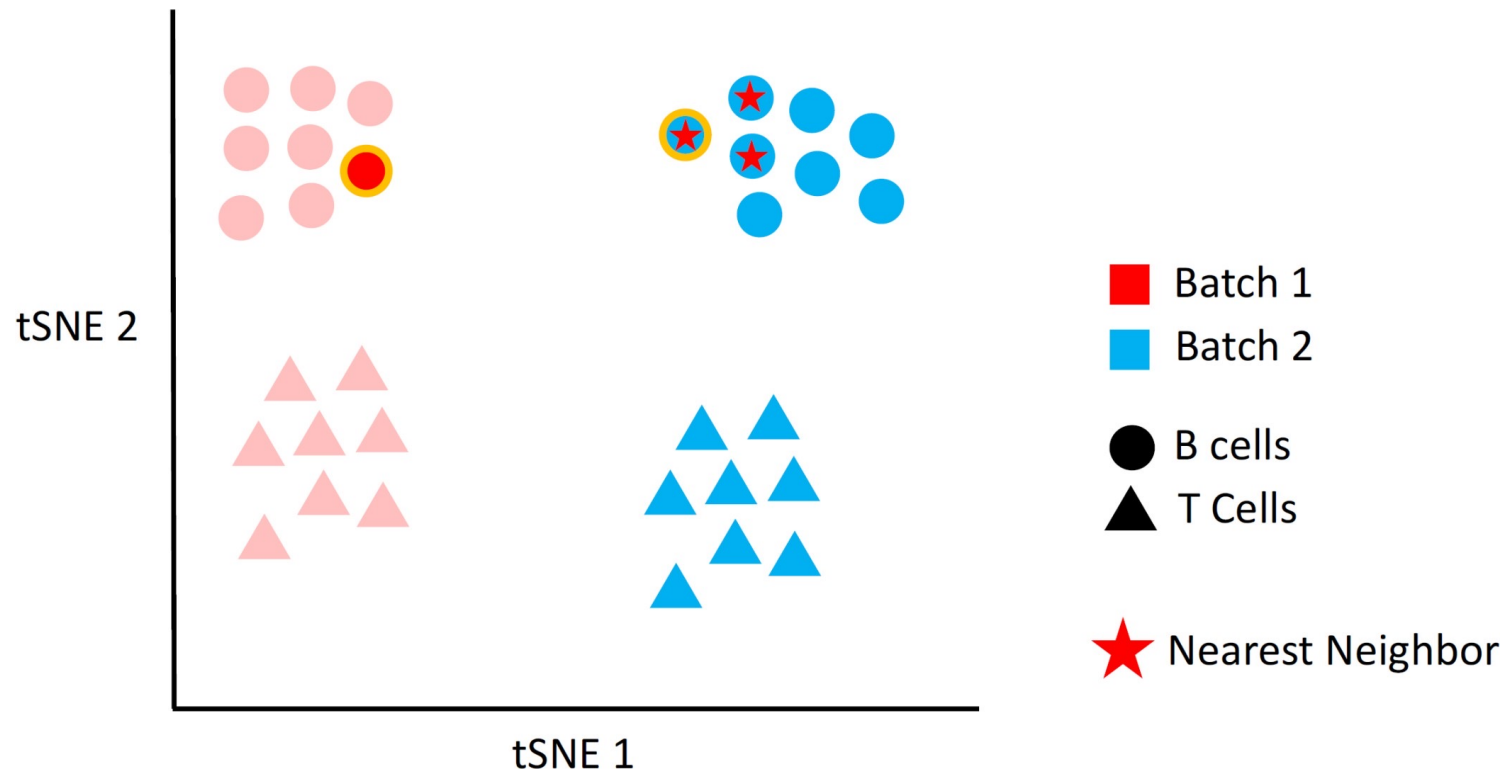 tSNE 2
tSNE 1
Batch 1
Batch 2
B cells
T Cells
Nearest Neighbor